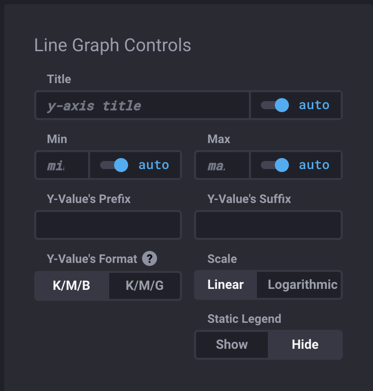 Line Graph Controls
Title
y-axis title auto
Min Max
mi. auto ma. auto
Y-Value's Prefix Y-Value's Suffix
Y-Value's Format ? Scale
K/M/B K/M/G Linear Logarithmic
Static Legend
Show Hide